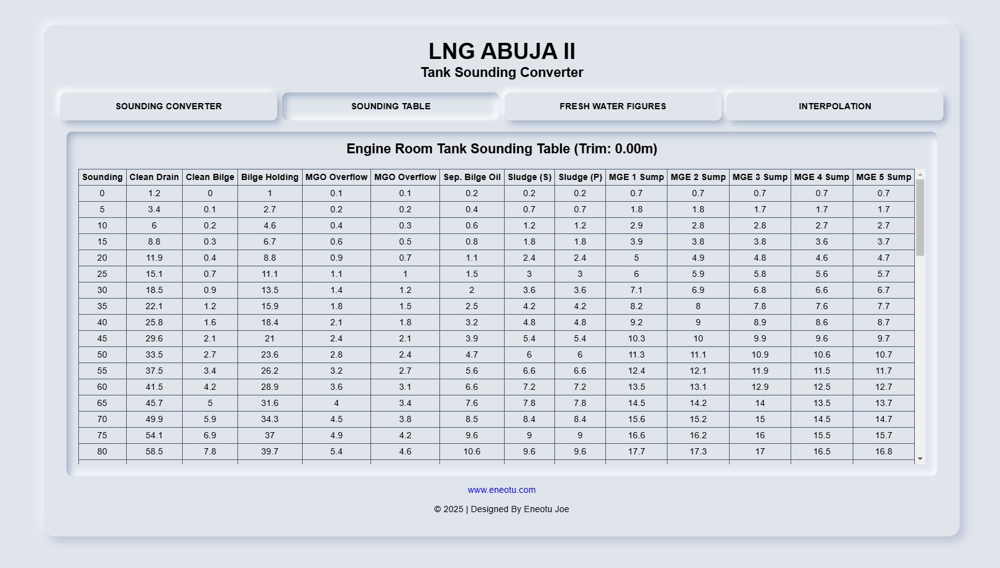 LNG ABUJA II
Tank Sounding Converter
SOUNDING CONVERTER SOUNDING TABLE FRESH WATER FIGURES INTERPOLATION
Engine Room Tank Sounding Table (Trim: 0.00m)
Sounding Clean Drain Clean Bilge Bilge Holding MGO Overflow MGO Overflow Sep. Bilge Oil Sludge (S) Sludge (P) MGE 1 Sump MGE 2 Sump MGE 3 Sump MGE 4 Sump MGE 5 Sump
0 1.2 0 1 0.1 0.1 0.2 0.2 0.2 0.7 0.7 0.7 0.7 0.7
5 3.4 0.1 2.7 0.2 0.2 0.4 0.7 0.7 1.8 1.8 1.7 1.7 1.7
10 6 0.2 4.6 0.4 0.3 0.6 1.2 1.2 2.9 2.8 2.8 2.7 2.7
15 8.8 0.3 6.7 0.6 0.5 0.8 1.8 1.8 3.9 3.8 3.8 3.6 3.7
20 11.9 0.4 8.8 0.9 0.7 1.1 2.4 2.4 5 4.9 4.8 4.6 4.7
25 15.1 0.7 11.1 1.1 1 1.5 3 3 6 5.9 5.8 5.6 5.7
30 18.5 0.9 13.5 1.4 1.2 2 3.6 3.6 7.1 6.9 6.8 6.6 6.7
35 22.1 1.2 15.9 1.8 1.5 2.5 4.2 4.2 8.2 8 7.8 7.6 7.7
40 25.8 1.6 18.4 2.1 1.8 3.2 4.8 4.8 9.2 9 8.9 8.6 8.7
45 29.6 2.1 21 2.4 2.1 3.9 5.4 5.4 10.3 10 9.9 9.6 9.7
50 33.5 2.7 23.6 2.8 2.4 4.7 6 6 11.3 11.1 10.9 10.6 10.7
55 37.5 3.4 26.2 3.2 2.7 5.6 6.6 6.6 12.4 12.1 11.9 11.5 11.7
60 41.5 4.2 28.9 3.6 3.1 6.6 7.2 7.2 13.5 13.1 12.9 12.5 12.7
65 45.7 5 31.6 4 3.4 7.6 7.8 7.8 14.5 14.2 14 13.5 13.7
70 49.9 5.9 34.3 4.5 3.8 8.5 8.4 8.4 15.6 15.2 15 14.5 14.7
75 54.1 6.9 37 4.9 4.2 9.6 9 9 16.6 16.2 16 15.5 15.7
80 58.5 7.8 39.7 5.4 4.6 10.6 9.6 9.6 17.7 17.3 17 16.5 16.8
www.eneotu.com
© 2025 | Designed By Eneotu Joe